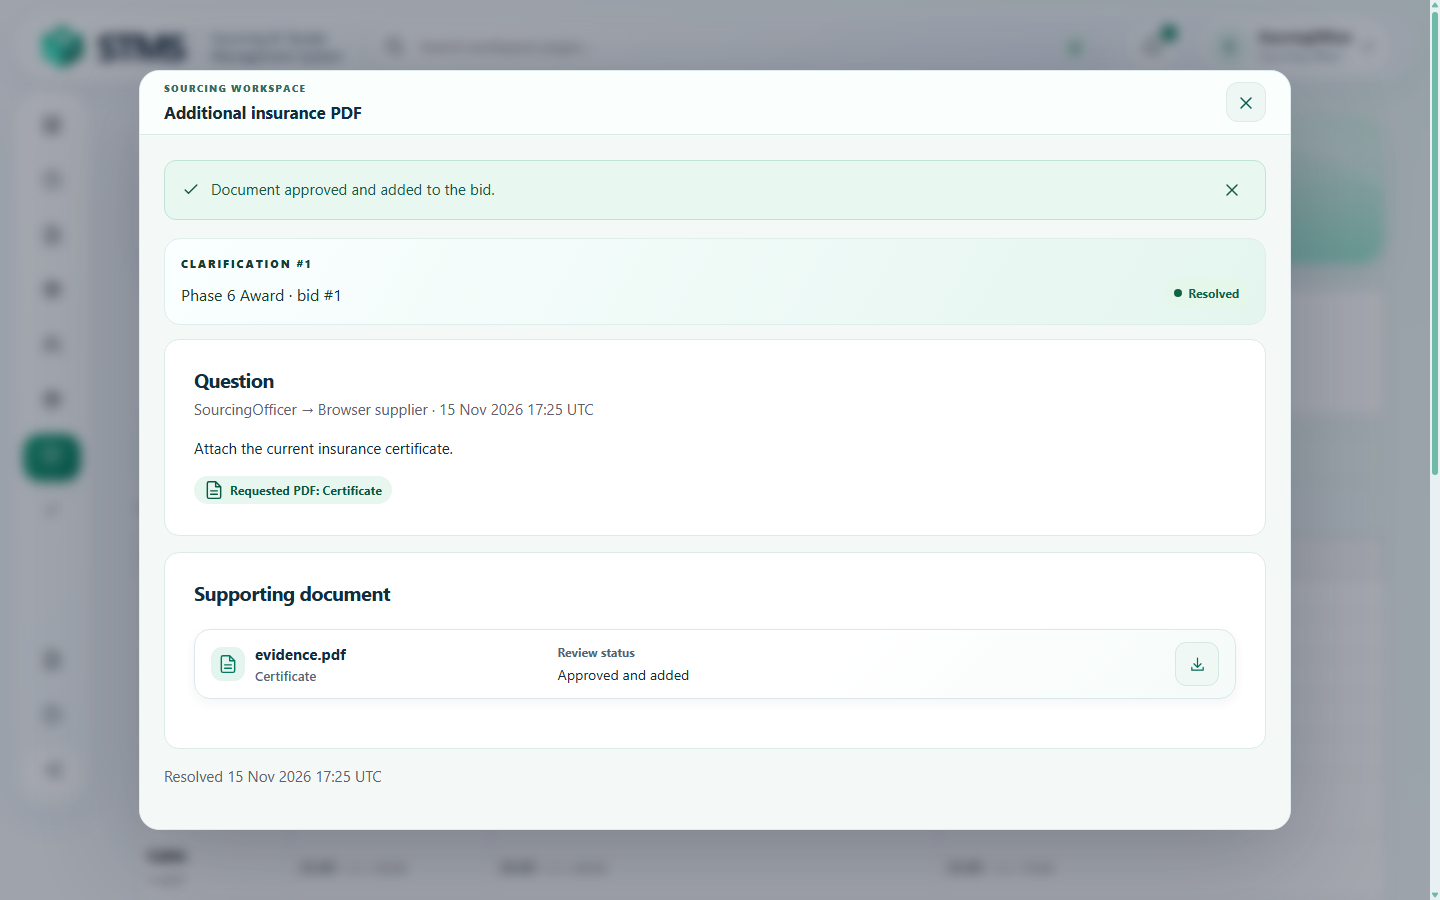 STMS
SOURCING WORKSPACE
Additional insurance PDF
Document approved and added to the bid.
CLARIFICATION #1
Phase 6 Award · bid #1
Resolved
Question
SourcingOfficer → Browser supplier · 15 Nov 2026 17:25 UTC
Attach the current insurance certificate.
Requested PDF: Certificate
Supporting document
evidence.pdf
Certificate
Review status
Approved and added
Resolved 15 Nov 2026 17:25 UTC